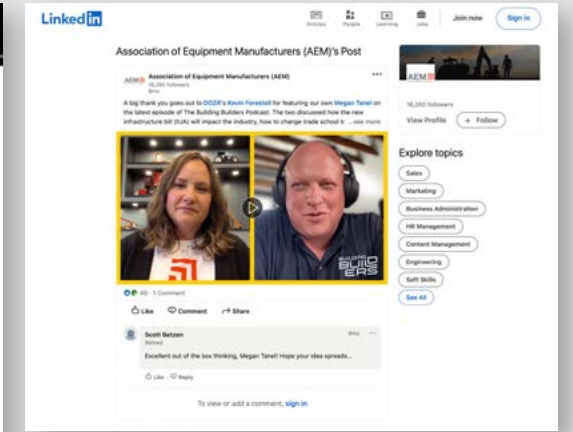 LinkedIn
Articles
People
Learning
Jobs
Join now
Sign in
Association of Equipment Manufacturers (AEM)'s Post
AEM
Association of Equipment Manufacturers (AEM)
16,260 followers
8mo
A big thank you goes out to DOZR's Kevin Forestell for featuring our own Megan Tanel on
the latest episode of The Building Builders Podcast. The two discussed how the new
infrastructure bill (IIJA) will impact the industry, how to change trade school t ...see more
BUILDING
BUILD
ERS
49 · 1 Comment
Like
Comment
Share
Scott Betzen
8mo
Retired
Excellent out of the box thinking, Megan Tanel! Hope your idea spreads...
Like · Reply
To view or add a comment, sign in
AEM
16,260 followers
View Profile
+ Follow
Explore topics
Sales
Marketing
Business Administration
HR Management
Content Management
Engineering
Soft Skills
See All